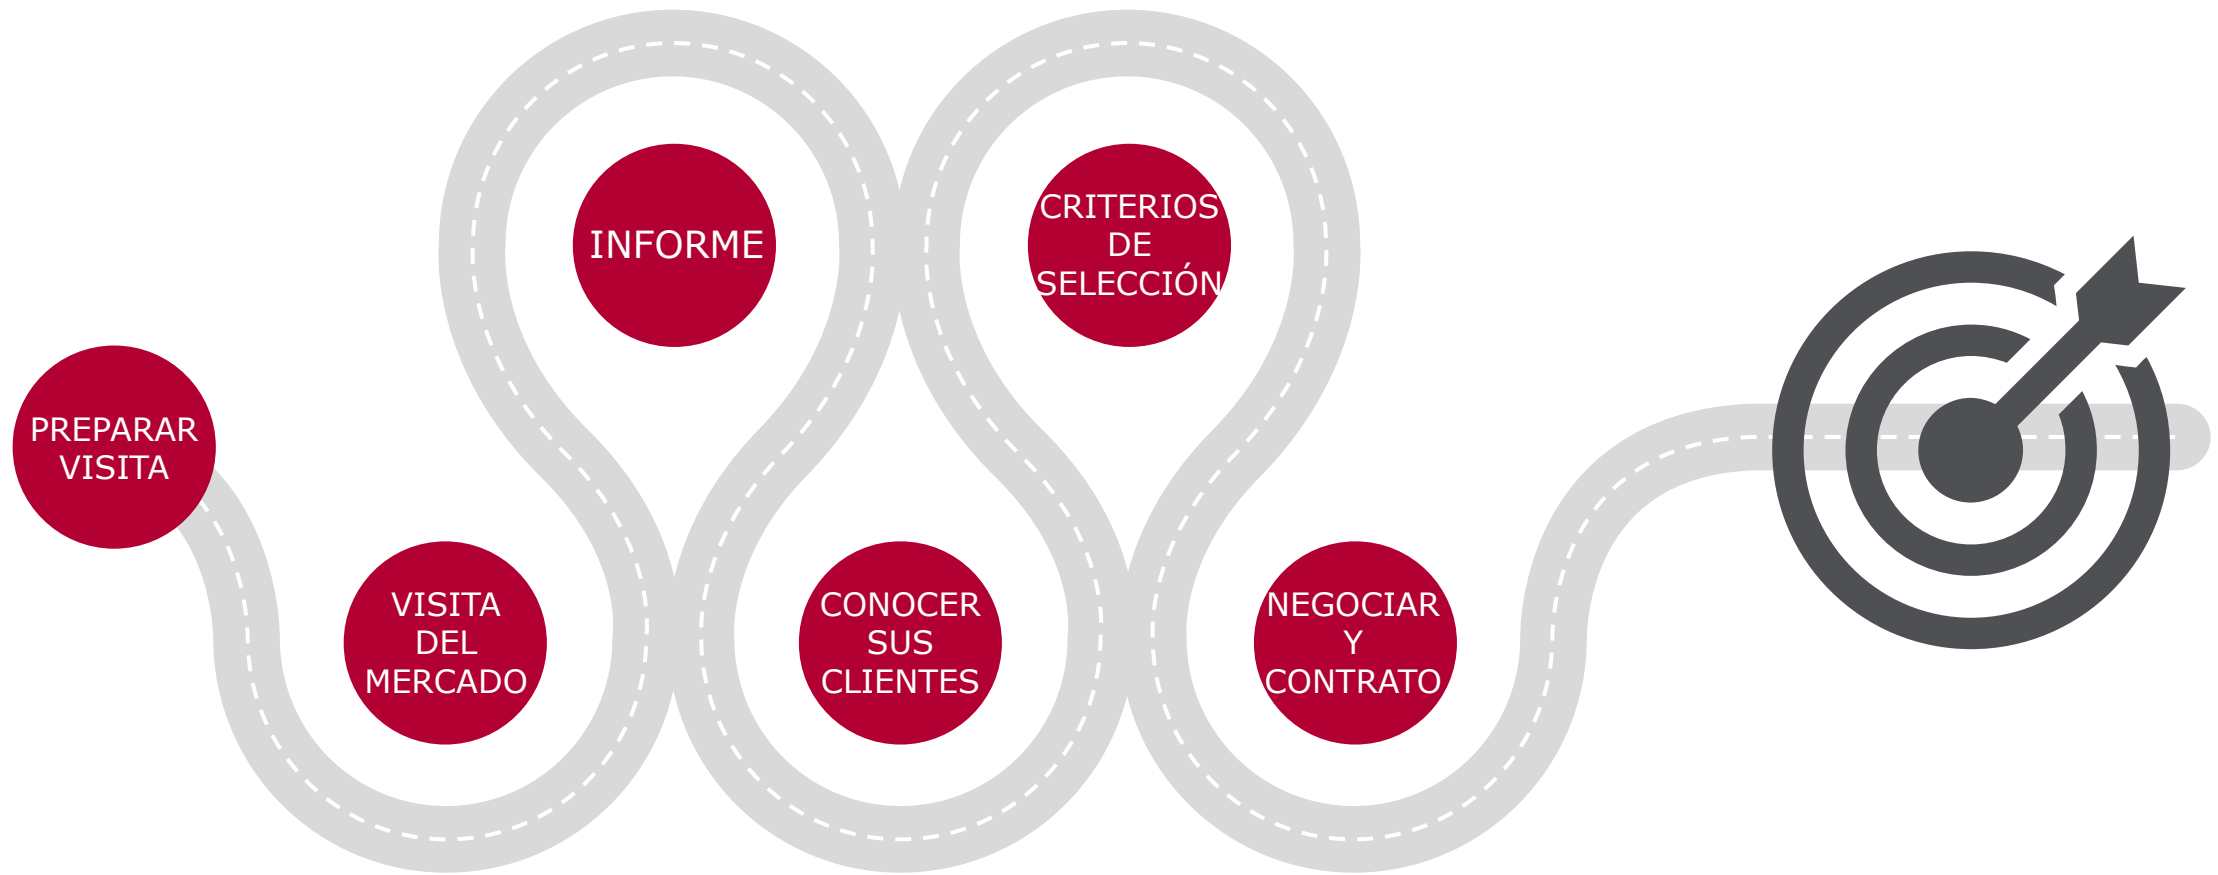 PREPARAR
VISITA
VISITA
DEL
MERCADO
INFORME
CONOCER
SUS
CLIENTES
CRITERIOS
DE
SELECCIÓN
NEGOCIAR
Y
CONTRATO